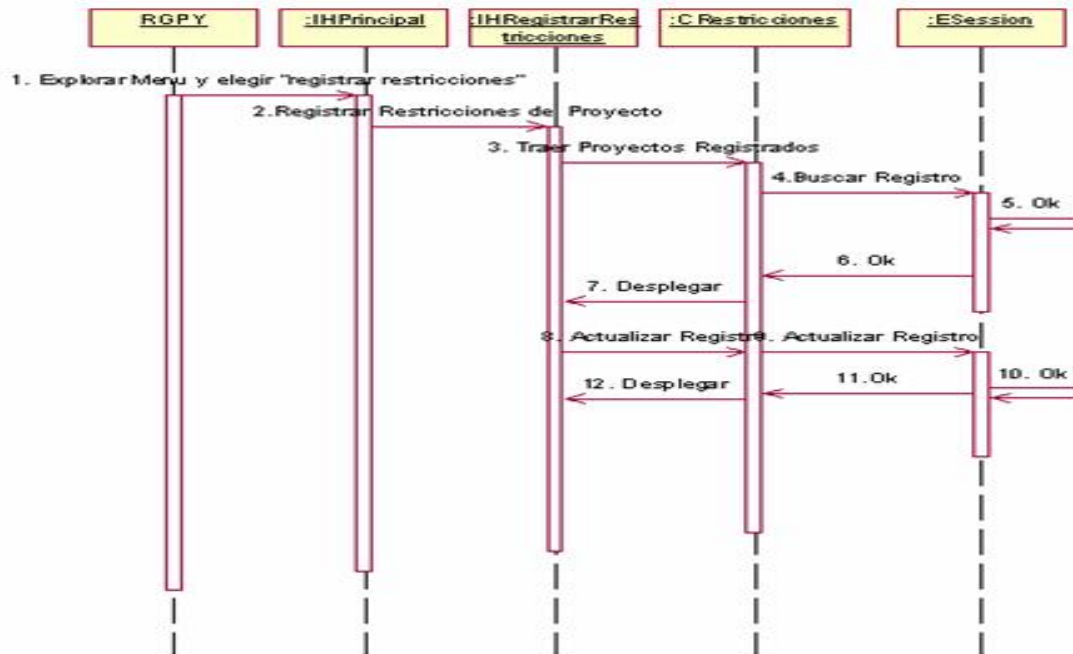 RGPY
:IHPrincipal
:IHRegistrarRes
tricciones
:C Restricciones
:ESession
1. Explorar Menu y elegir "registrar restricciones"
2.Registrar Restricciones de Proyecto
3. Traer Proyectos Registrados
4.Buscar Registro
5. Ok
6. Ok
7. Desplegar
8. Actualizar Registro
9. Actualizar Registro
10. Ok
11.Ok
12. Desplegar